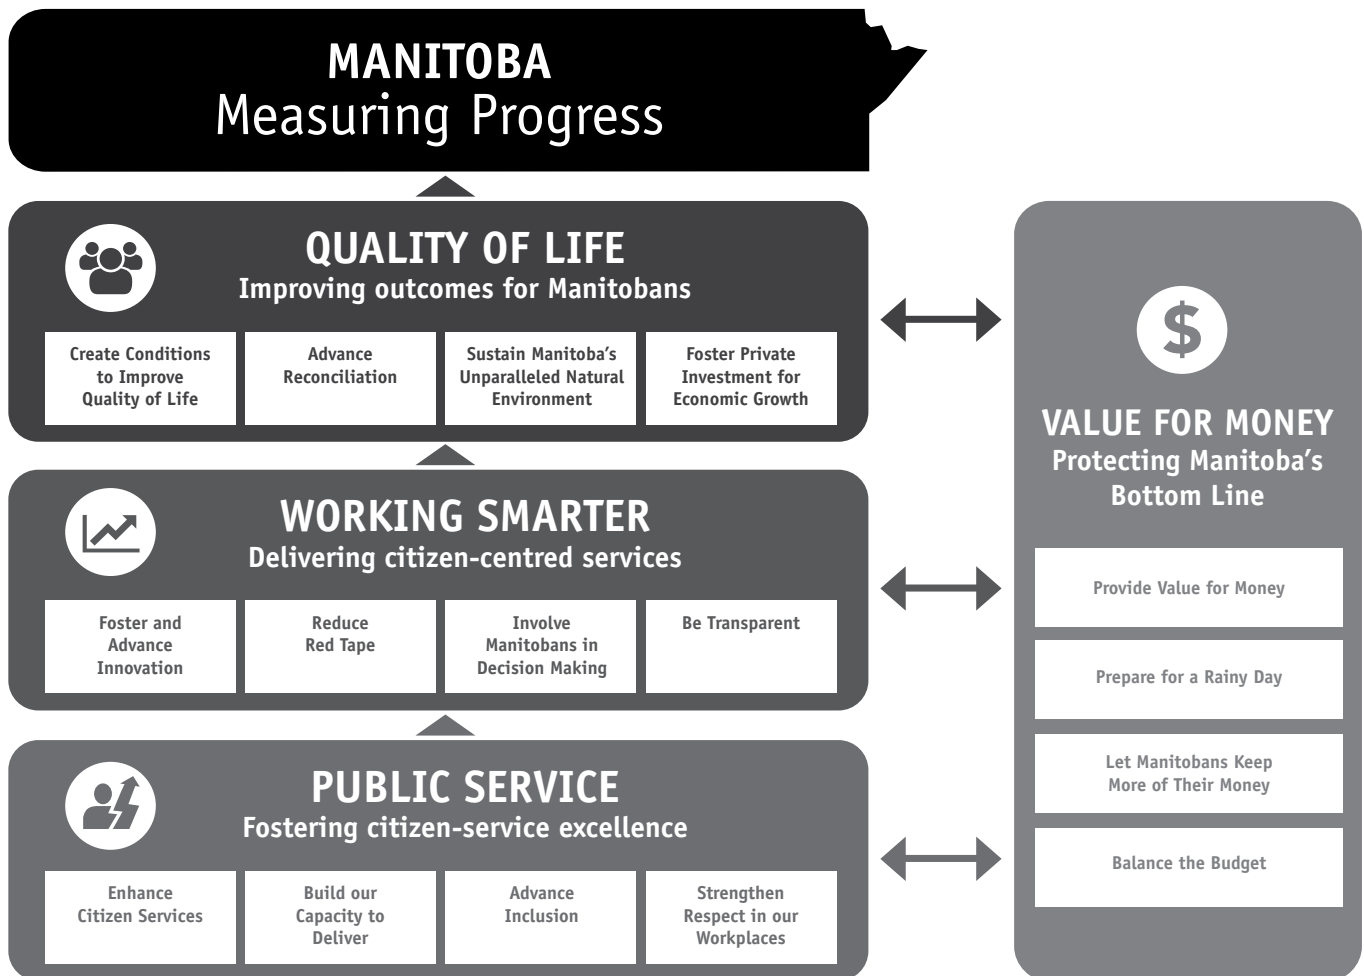 MANITOBA
Measuring Progress
QUALITY OF LIFE
Improving outcomes for Manitobans
Create Conditions
to Improve
Quality of Life
Advance
Reconciliation
Sustain Manitoba’s
Unparalleled Natural
Environment
Foster Private
Investment for
Economic Growth
WORKING SMARTER
Delivering citizen-centred services
Foster and
Advance
Innovation
Reduce
Red Tape
Involve
Manitobans in
Decision Making
Be Transparent
PUBLIC SERVICE
Fostering citizen-service excellence
Enhance
Citizen Services
Build our
Capacity to
Deliver
Advance
Inclusion
Strengthen
Respect in our
Workplaces
$
VALUE FOR MONEY
Protecting Manitoba’s
Bottom Line
Provide Value for Money
Prepare for a Rainy Day
Let Manitobans Keep
More of Their Money
Balance the Budget